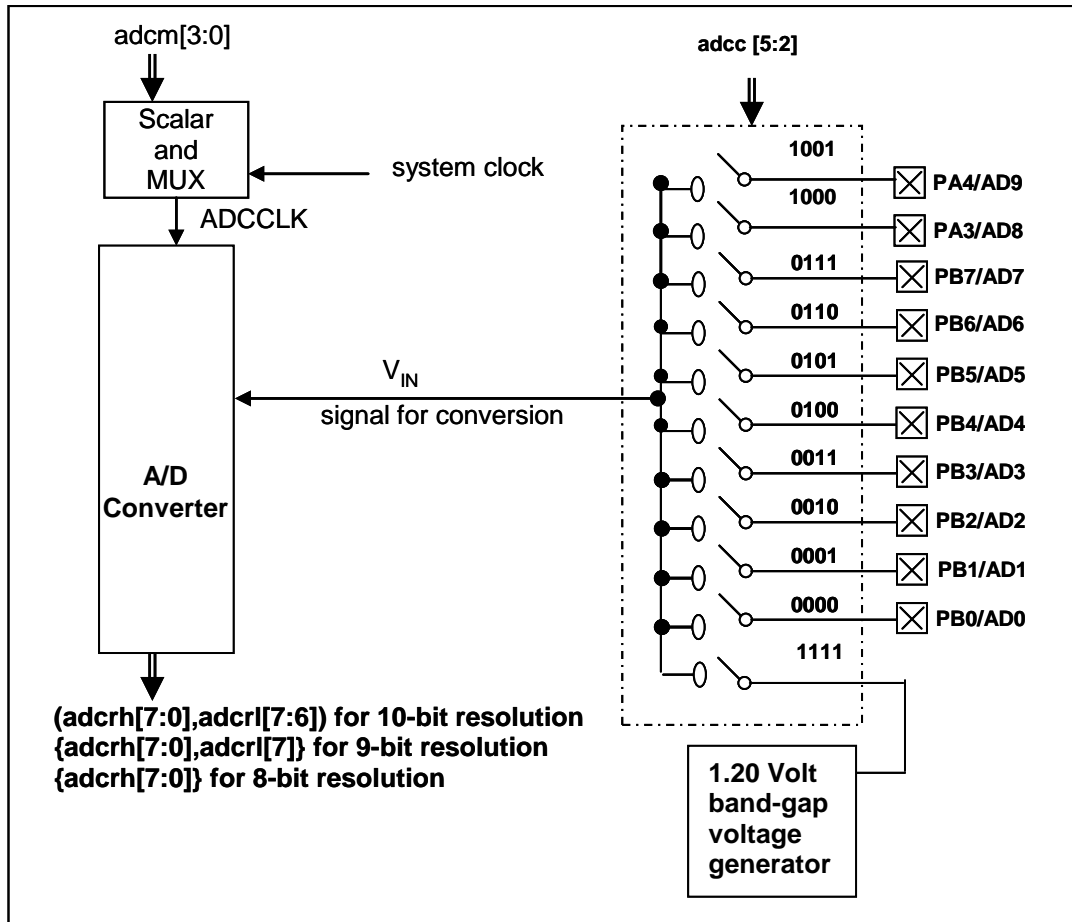 adcm[3:0]
Scalar
and
MUX
system clock
ADCCLK
A/D
Converter
V_IN
signal for conversion
(adcrh[7:0],adcrl[7:6]) for 10-bit resolution
{adcrh[7:0],adcrl[7]} for 9-bit resolution
{adcrh[7:0]} for 8-bit resolution
adcc [5:2]
1001
PA4/AD9
1000
PA3/AD8
0111
PB7/AD7
0110
PB6/AD6
0101
PB5/AD5
0100
PB4/AD4
0011
PB3/AD3
0010
PB2/AD2
0001
PB1/AD1
0000
PB0/AD0
1111
1.20 Volt
band-gap
voltage
generator